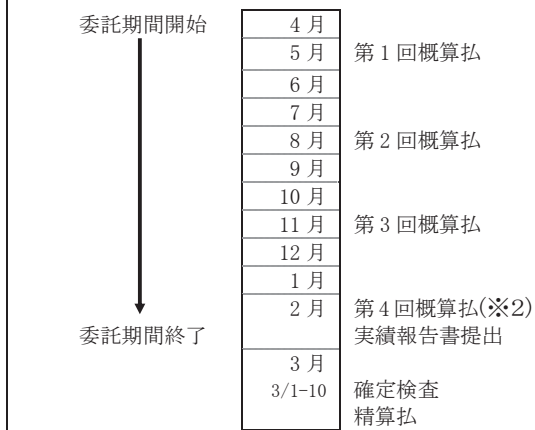 委託期間開始 4月
5月 第1回概算払
6月
7月
8月 第2回概算払
9月
10月
11月 第3回概算払
12月
1月
2月 第4回概算払(※2)
委託期間終了 実績報告書提出
3月
3/1-10 確定検査
精算払